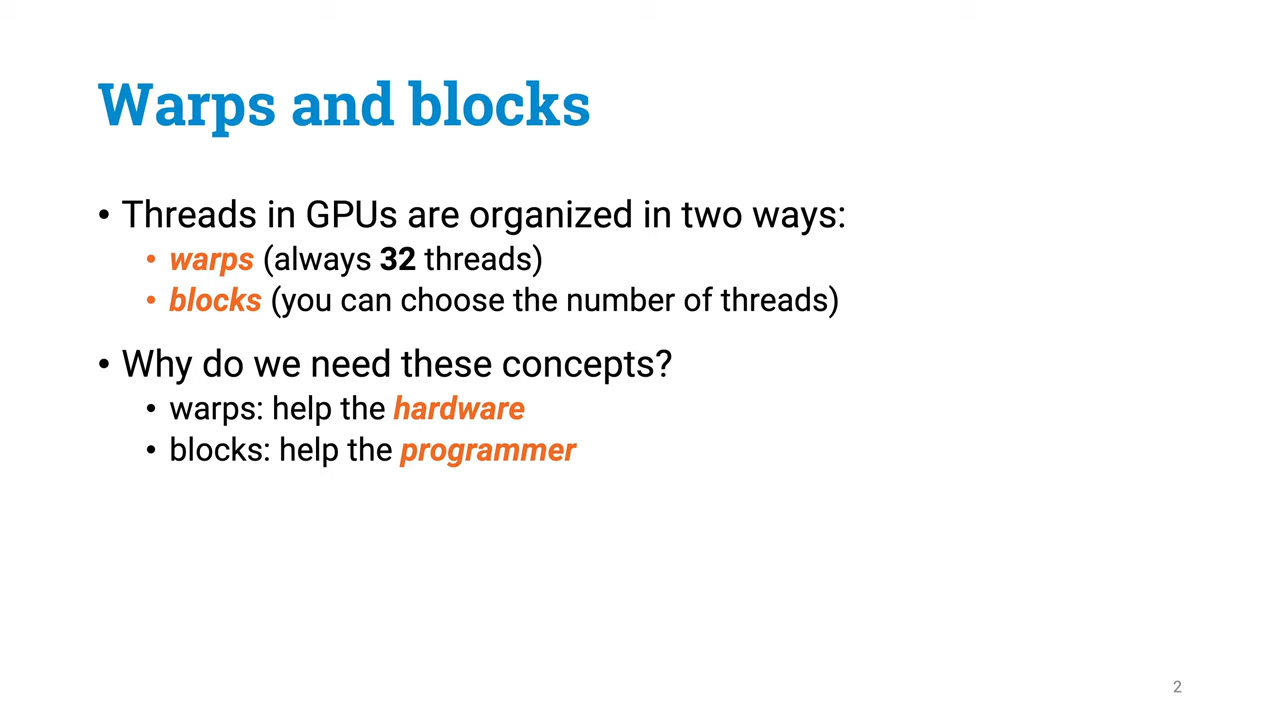 Warps and blocks
• Threads in GPUs are organized in two ways:
• warps (always 32 threads)
• blocks (you can choose the number of threads)
• Why do we need these concepts?
• warps: help the hardware
• blocks: help the programmer
2